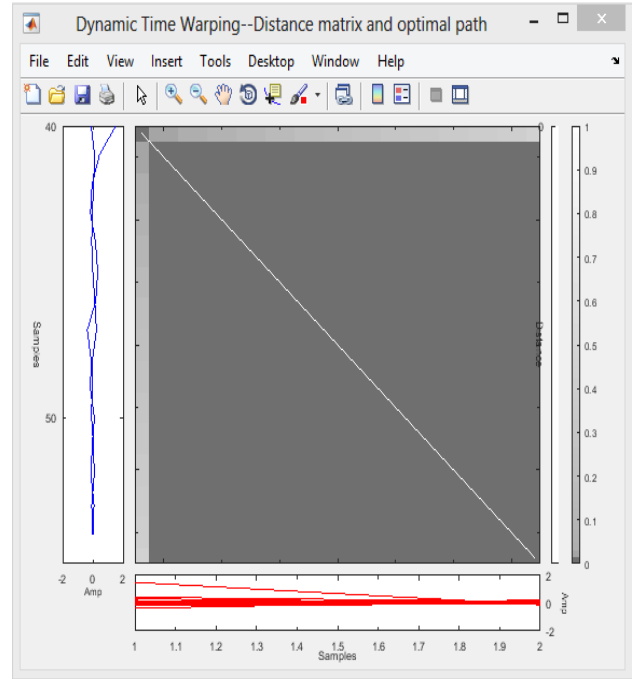 Dynamic Time Warping--Distance matrix and optimal path
File Edit View Insert Tools Desktop Window Help
40
50
Samples
-2 0 2
Amp
0
Distance
1
0.9
0.8
0.7
0.6
0.5
0.4
0.3
0.2
0.1
0
2
0
-2
Amp
1 1.1 1.2 1.3 1.4 1.5 1.6 1.7 1.8 1.9 2
Samples